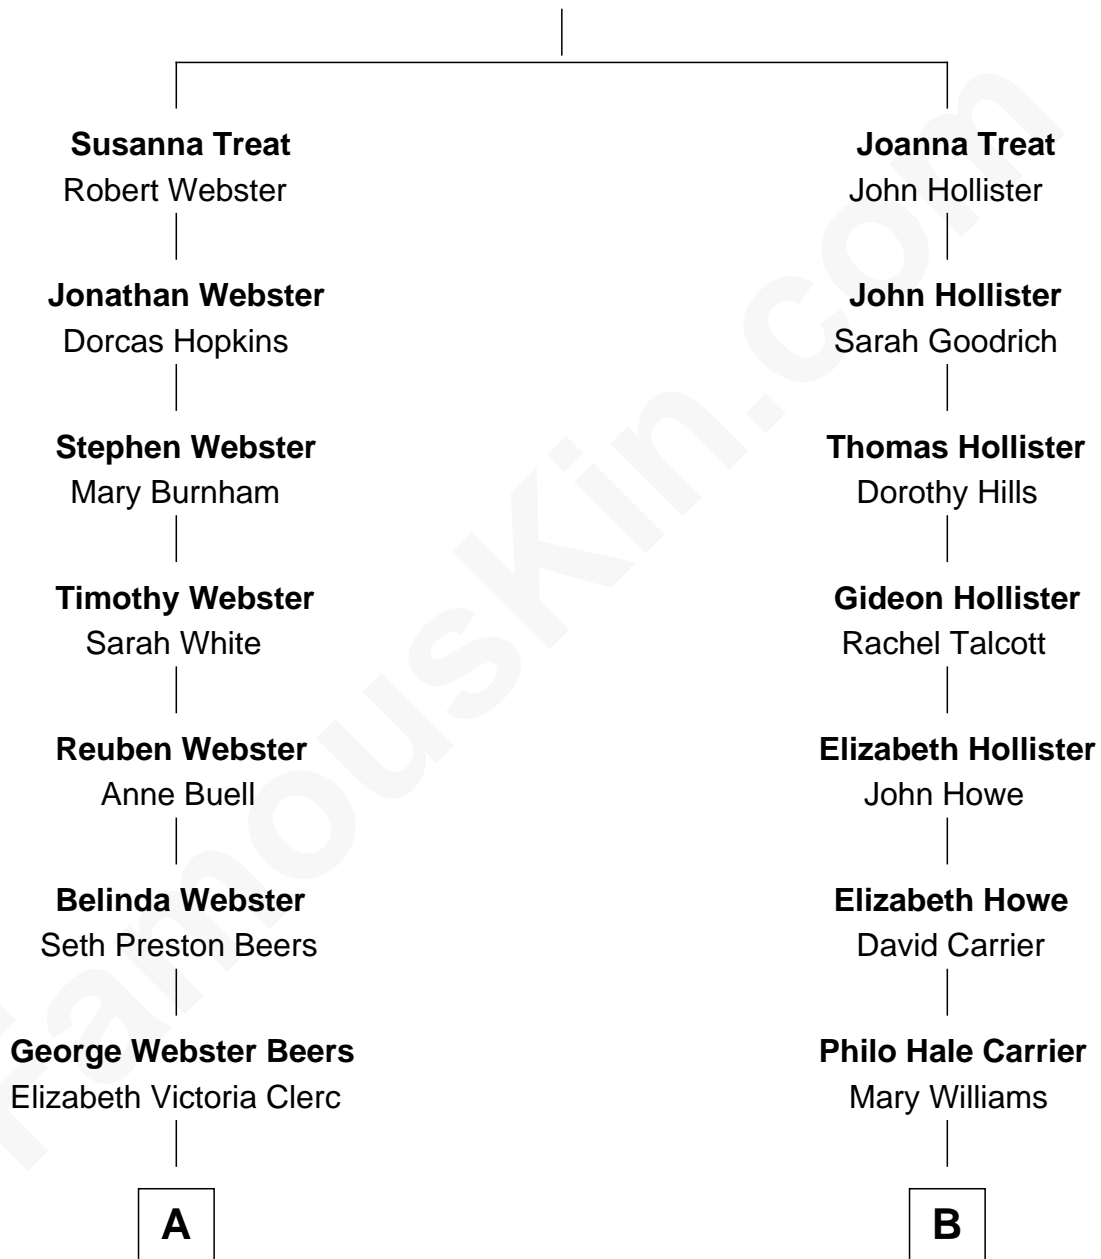 Susanna Treat
Robert Webster
Jonathan Webster
Dorcas Hopkins
Stephen Webster
Mary Burnham
Timothy Webster
Sarah White
Reuben Webster
Anne Buell
Belinda Webster
Seth Preston Beers
George Webster Beers
Elizabeth Victoria Clerc
A
Joanna Treat
John Hollister
John Hollister
Sarah Goodrich
Thomas Hollister
Dorothy Hills
Gideon Hollister
Rachel Talcott
Elizabeth Hollister
John Howe
Elizabeth Howe
David Carrier
Philo Hale Carrier
Mary Williams
B
FamousKin.com